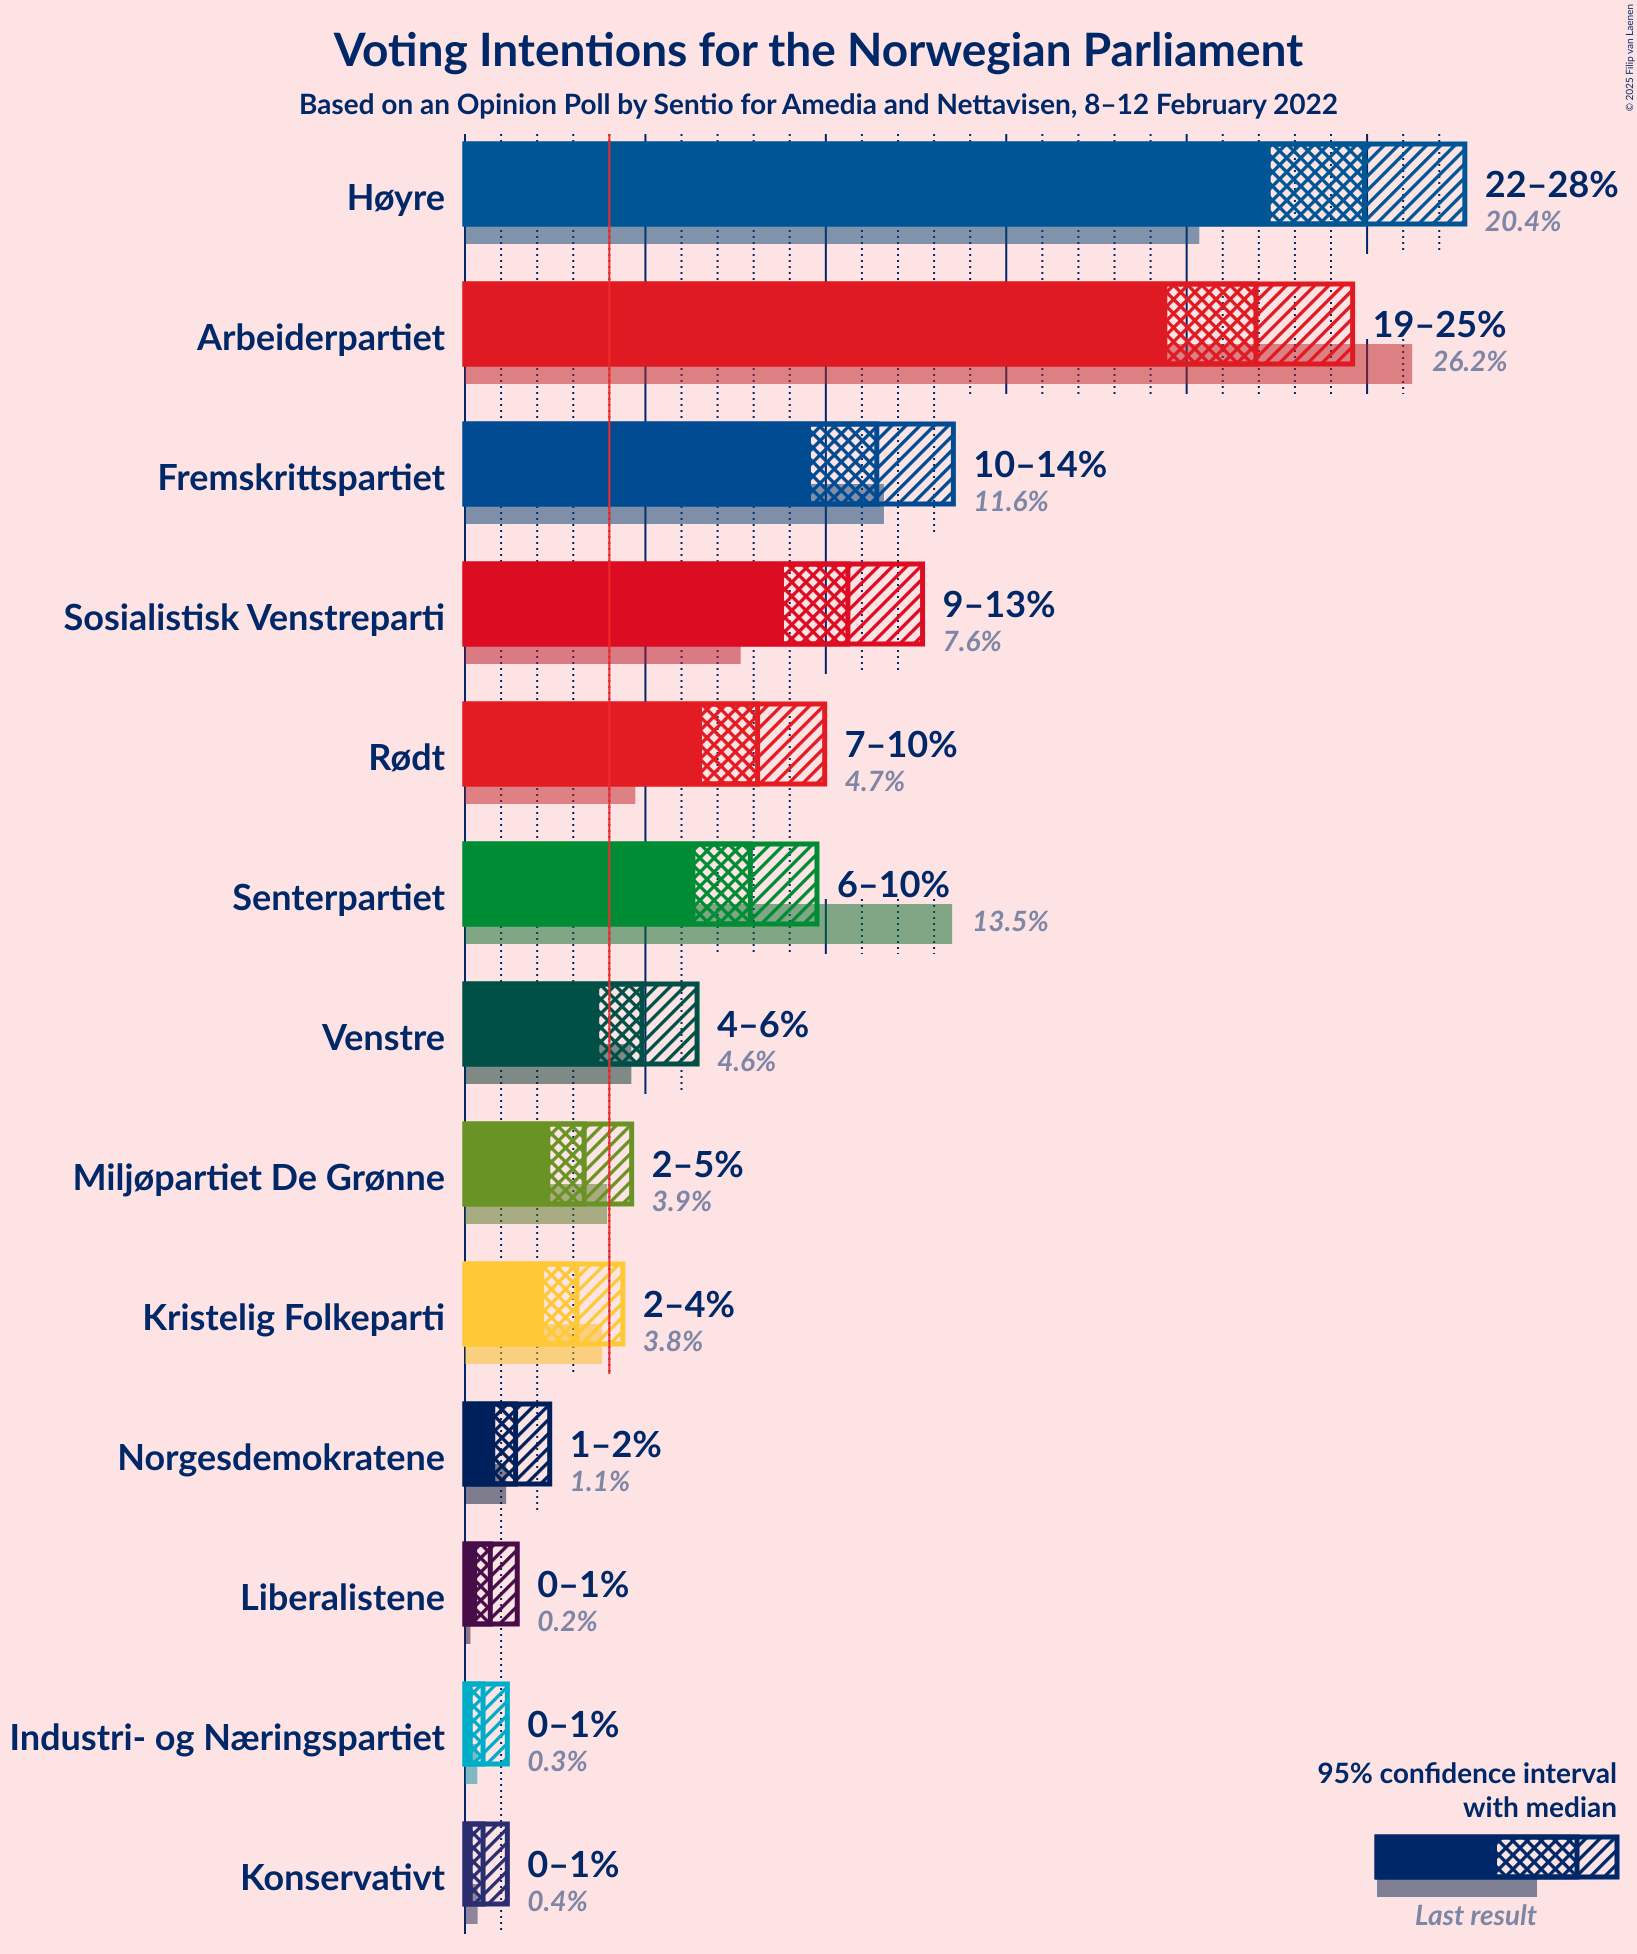 Voting Intentions for the Norwegian Parliament
Based on an Opinion Poll by Sentio for Amedia and Nettavisen, 8–12 February 2022
© 2025 Filip van Laenen
Høyre
22–28%
20.4%
Arbeiderpartiet
19–25%
26.2%
Fremskrittspartiet
10–14%
11.6%
Sosialistisk Venstreparti
9–13%
7.6%
Rødt
7–10%
4.7%
Senterpartiet
6–10%
13.5%
Venstre
4–6%
4.6%
Miljøpartiet De Grønne
2–5%
3.9%
Kristelig Folkeparti
2–4%
3.8%
Norgesdemokratene
1–2%
1.1%
Liberalistene
0–1%
0.2%
Industri- og Næringspartiet
0–1%
0.3%
Konservativt
0–1%
0.4%
95% confidence interval
with median
Last result